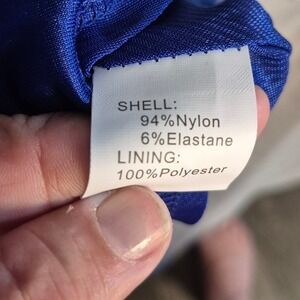 SHELL:
94%Nylon
6%Elastane
LINING:
100%Polyester